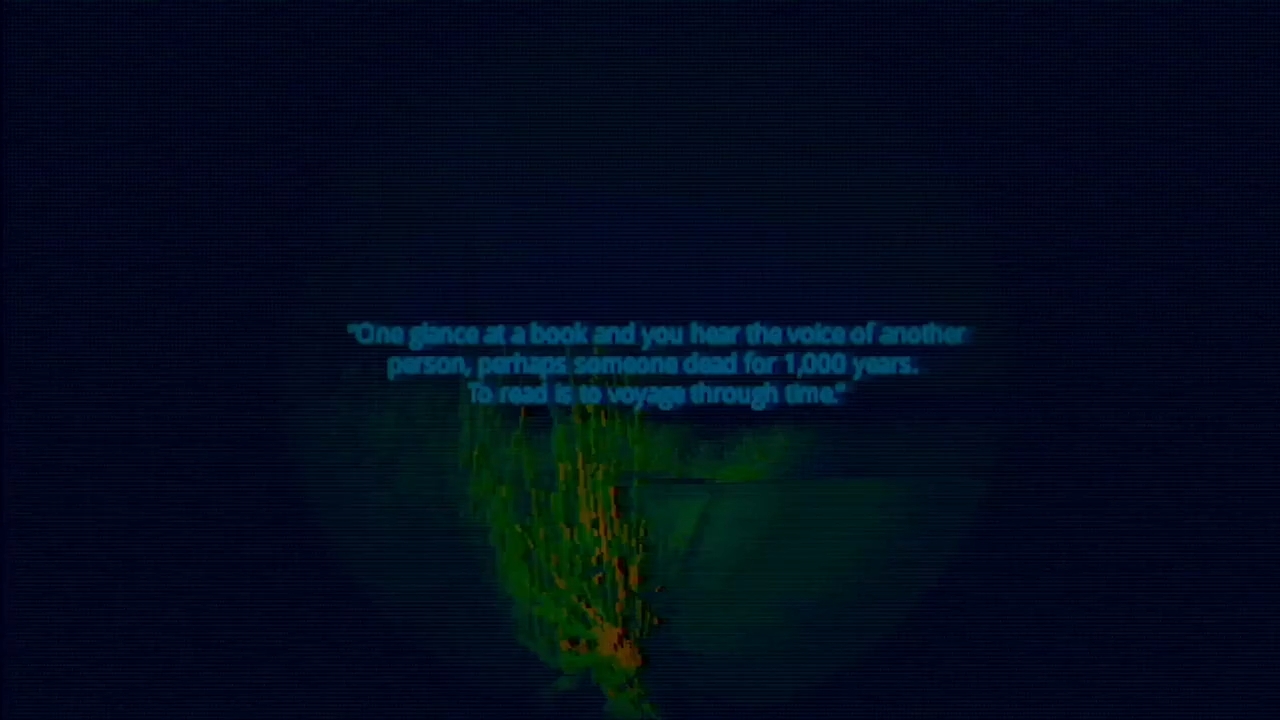 "One glance at a book and you hear the voice of another
person, perhaps someone dead for 1,000 years.
To read is to voyage through time."